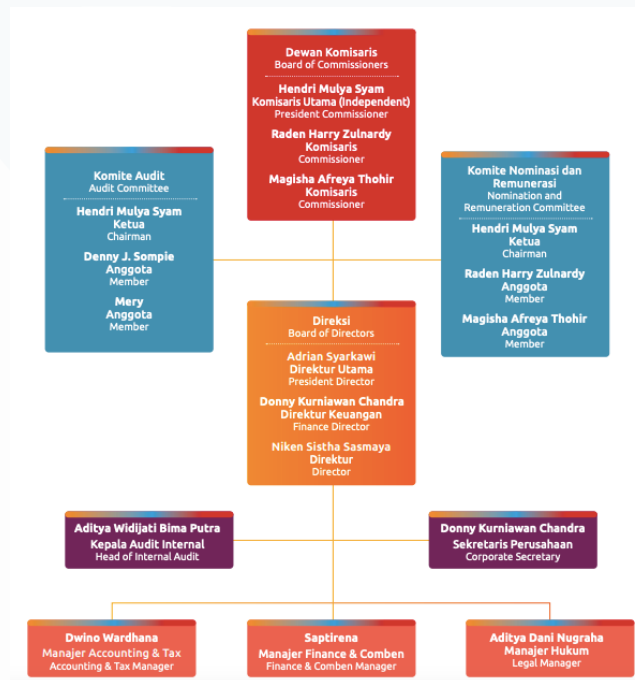 Dewan Komisaris
Board of Commissioners
Hendri Mulya Syam
Komisaris Utama (Independent)
President Commissioner
Raden Harry Zulnardy
Komisaris
Commissioner
Magisha Afreya Thohir
Komisaris
Commissioner
Komite Audit
Audit Committee
Hendri Mulya Syam
Ketua
Chairman
Denny J. Sompie
Anggota
Member
Mery
Anggota
Member
Komite Nominasi dan
Remunerasi
Nomination and
Remuneration Committee
Hendri Mulya Syam
Ketua
Chairman
Raden Harry Zulnardy
Anggota
Member
Magisha Afreya Thohir
Anggota
Member
Direksi
Board of Directors
Adrian Syarkawi
Direktur Utama
President Director
Donny Kurniawan Chandra
Direktur Keuangan
Finance Director
Niken Sistha Sasmaya
Direktur
Director
Aditya Widijati Bima Putra
Kepala Audit Internal
Head of Internal Audit
Donny Kurniawan Chandra
Sekretaris Perusahaan
Corporate Secretary
Dwino Wardhana
Manajer Accounting & Tax
Accounting & Tax Manager
Saptirena
Manajer Finance & Comben
Finance & Comben Manager
Aditya Dani Nugraha
Manajer Hukum
Legal Manager